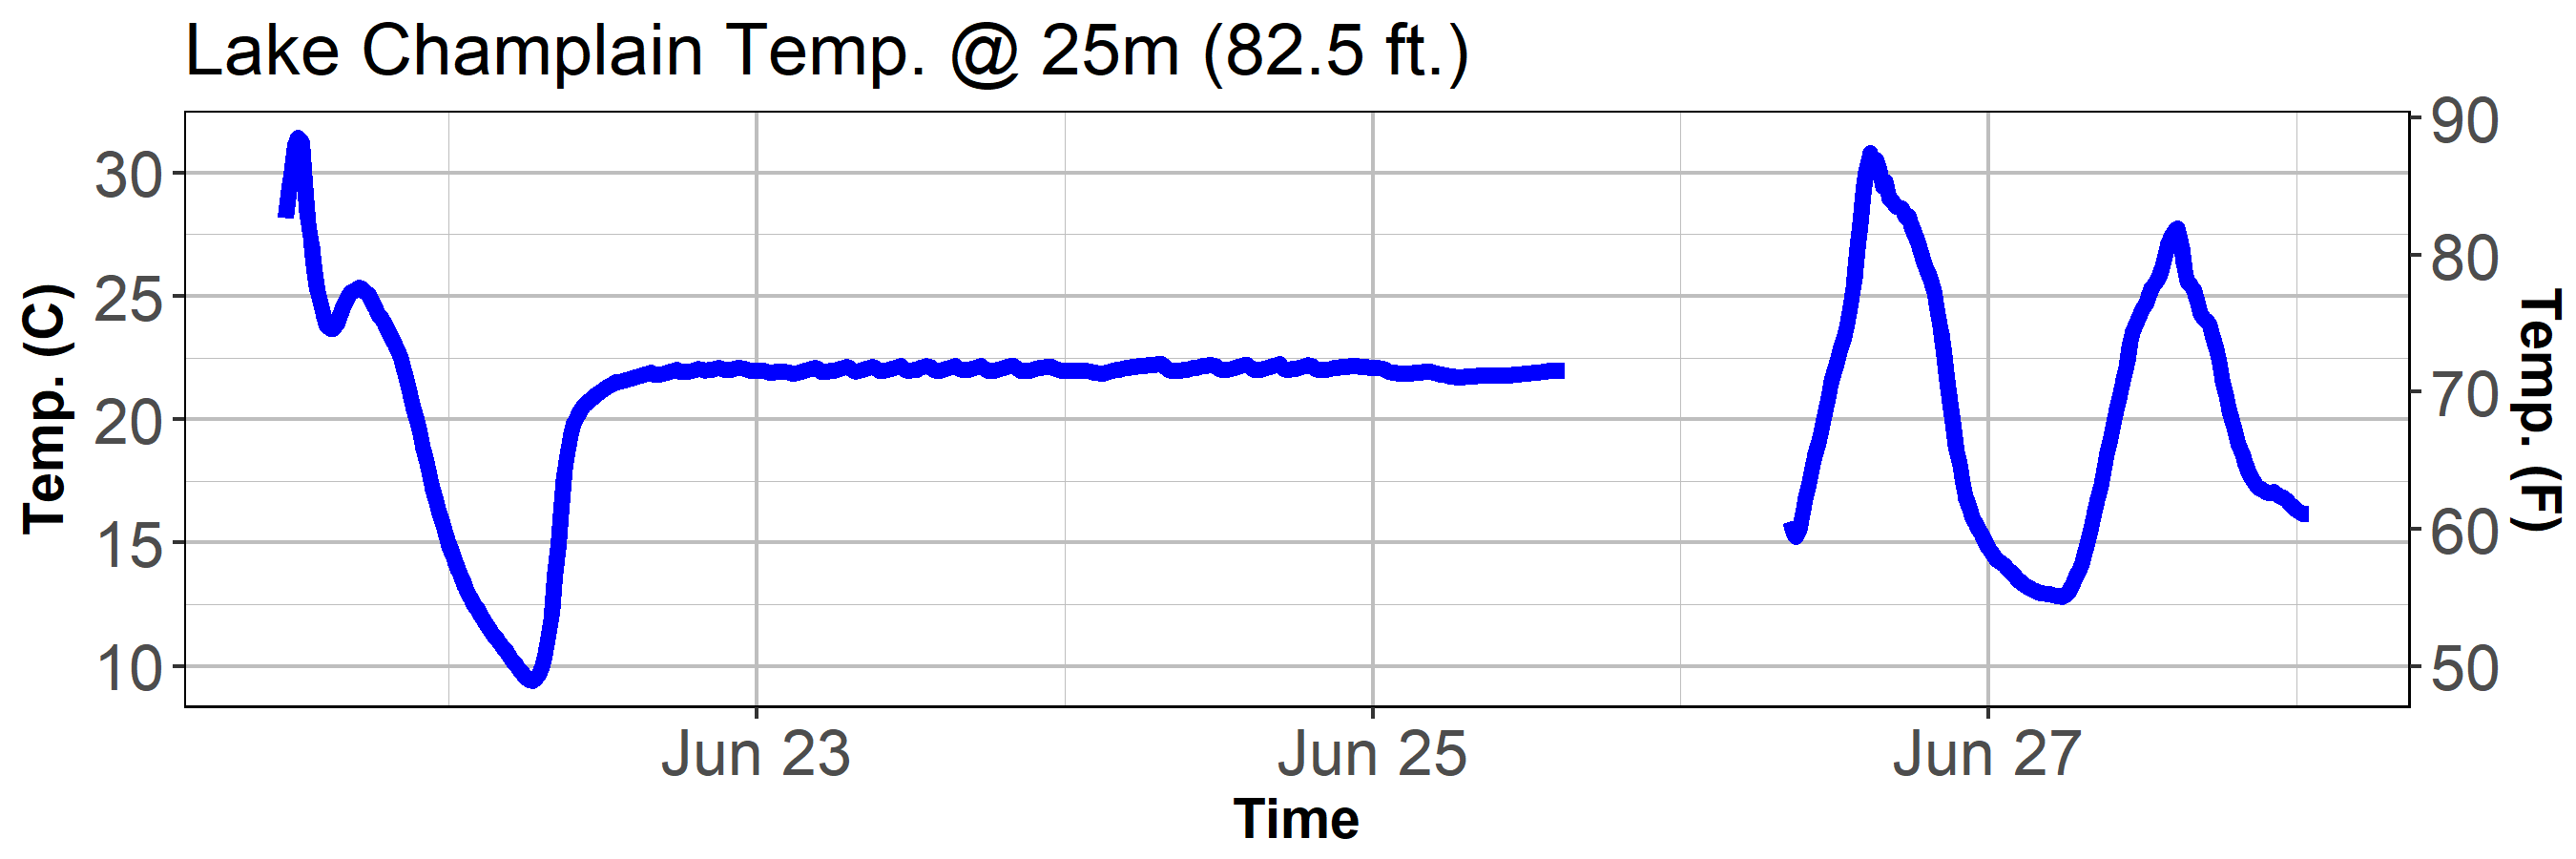 Lake Champlain Temp. @ 25m (82.5 ft.)
Temp. (C)
30
25
20
15
10
90
80
70
60
50
Temp. (F)
Jun 23
Jun 25
Jun 27
Time